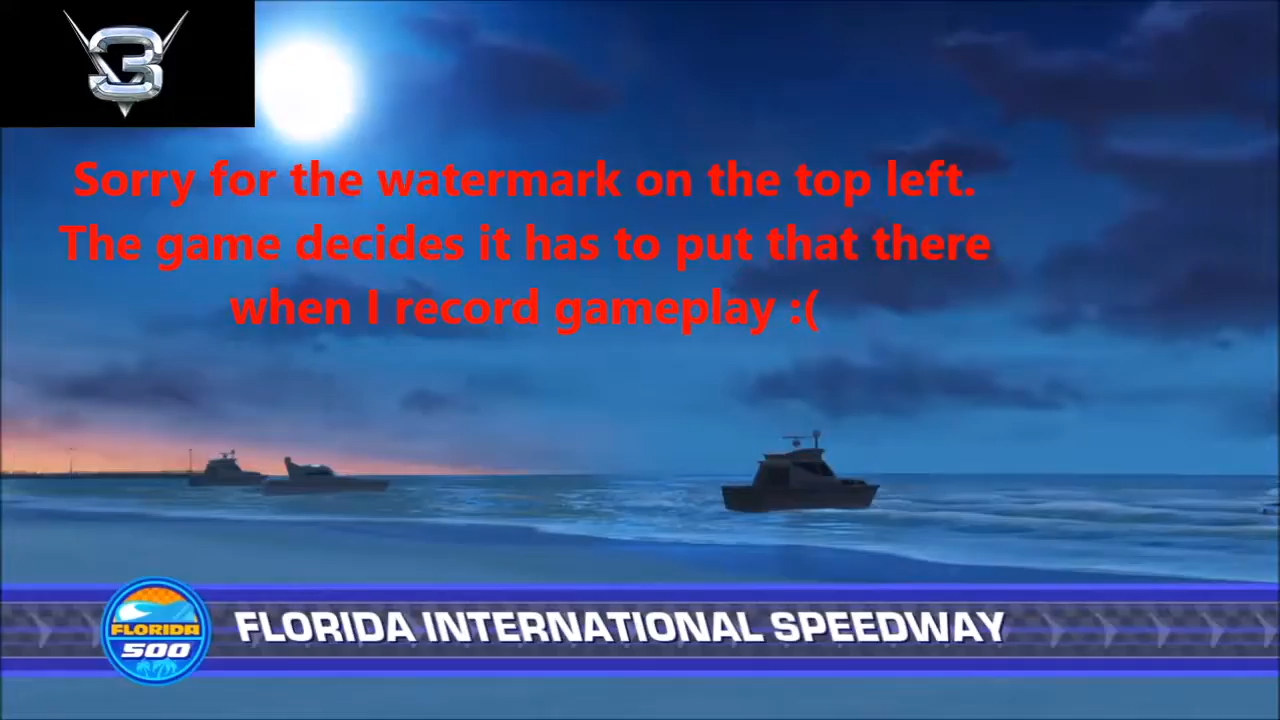 3
Sorry for the watermark on the top left.
The game decides it has to put that there
when I record gameplay :(
FLORIDA
500
FLORIDA INTERNATIONAL SPEEDWAY